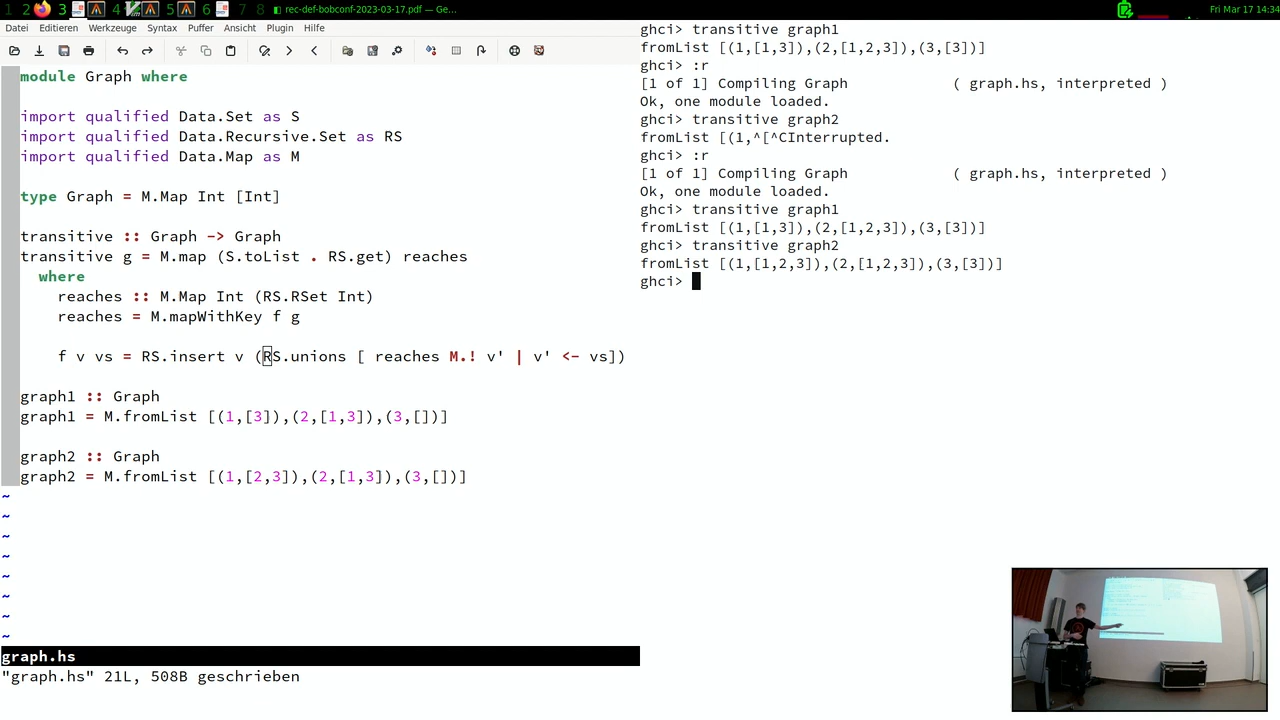 1 2 3 4 5 6 7 8 rec-def-bobconf-2023-03-17.pdf — Ge... Fri Mar 17 14:34
Datei Editieren Werkzeuge Syntax Puffer Ansicht Plugin Hilfe
module Graph where
import qualified Data.Set as S
import qualified Data.Recursive.Set as RS
import qualified Data.Map as M
type Graph = M.Map Int [Int]
transitive :: Graph -> Graph
transitive g = M.map (S.toList . RS.get) reaches
where
reaches :: M.Map Int (RS.RSet Int)
reaches = M.mapWithKey f g
f v vs = RS.insert v (RS.unions [ reaches M.! v' | v' <- vs])
graph1 :: Graph
graph1 = M.fromList [(1,[3]),(2,[1,3]),(3,[])]
graph2 :: Graph
graph2 = M.fromList [(1,[2,3]),(2,[1,3]),(3,[])]
~
~
~
~
~
~
~
~
graph.hs
"graph.hs" 21L, 508B geschrieben
ghci> transitive graph1
fromList [(1,[1,3]),(2,[1,2,3]),(3,[3])]
ghci> :r
[1 of 1] Compiling Graph ( graph.hs, interpreted )
Ok, one module loaded.
ghci> transitive graph2
fromList [(1,^[^CInterrupted.
ghci> :r
[1 of 1] Compiling Graph ( graph.hs, interpreted )
Ok, one module loaded.
ghci> transitive graph1
fromList [(1,[1,3]),(2,[1,2,3]),(3,[3])]
ghci> transitive graph2
fromList [(1,[1,2,3]),(2,[1,2,3]),(3,[3])]
ghci>